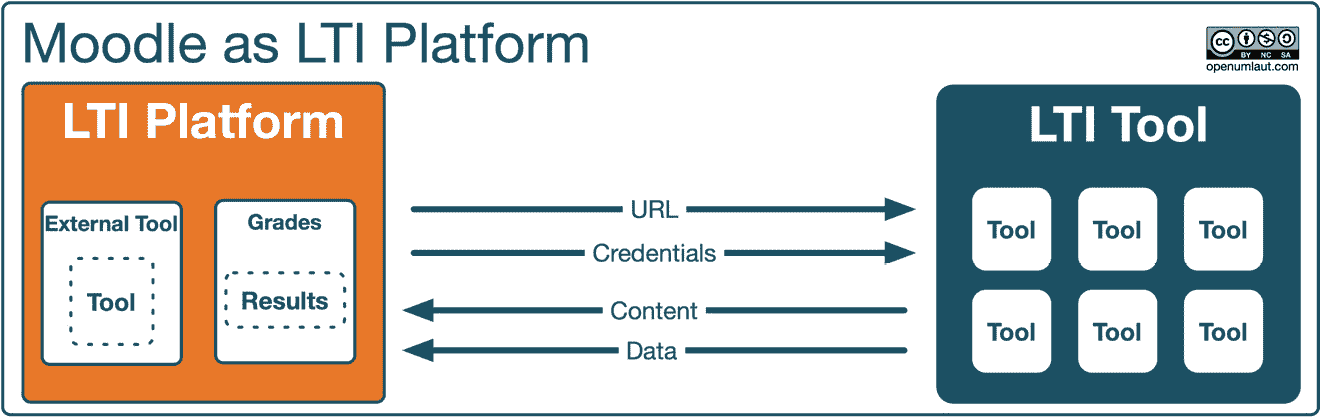 Moodle as LTI Platform
cc BY NC SA
openumlaut.com
LTI Platform
External Tool
Tool
Grades
Results
URL
Credentials
Content
Data
LTI Tool
Tool Tool Tool
Tool Tool Tool